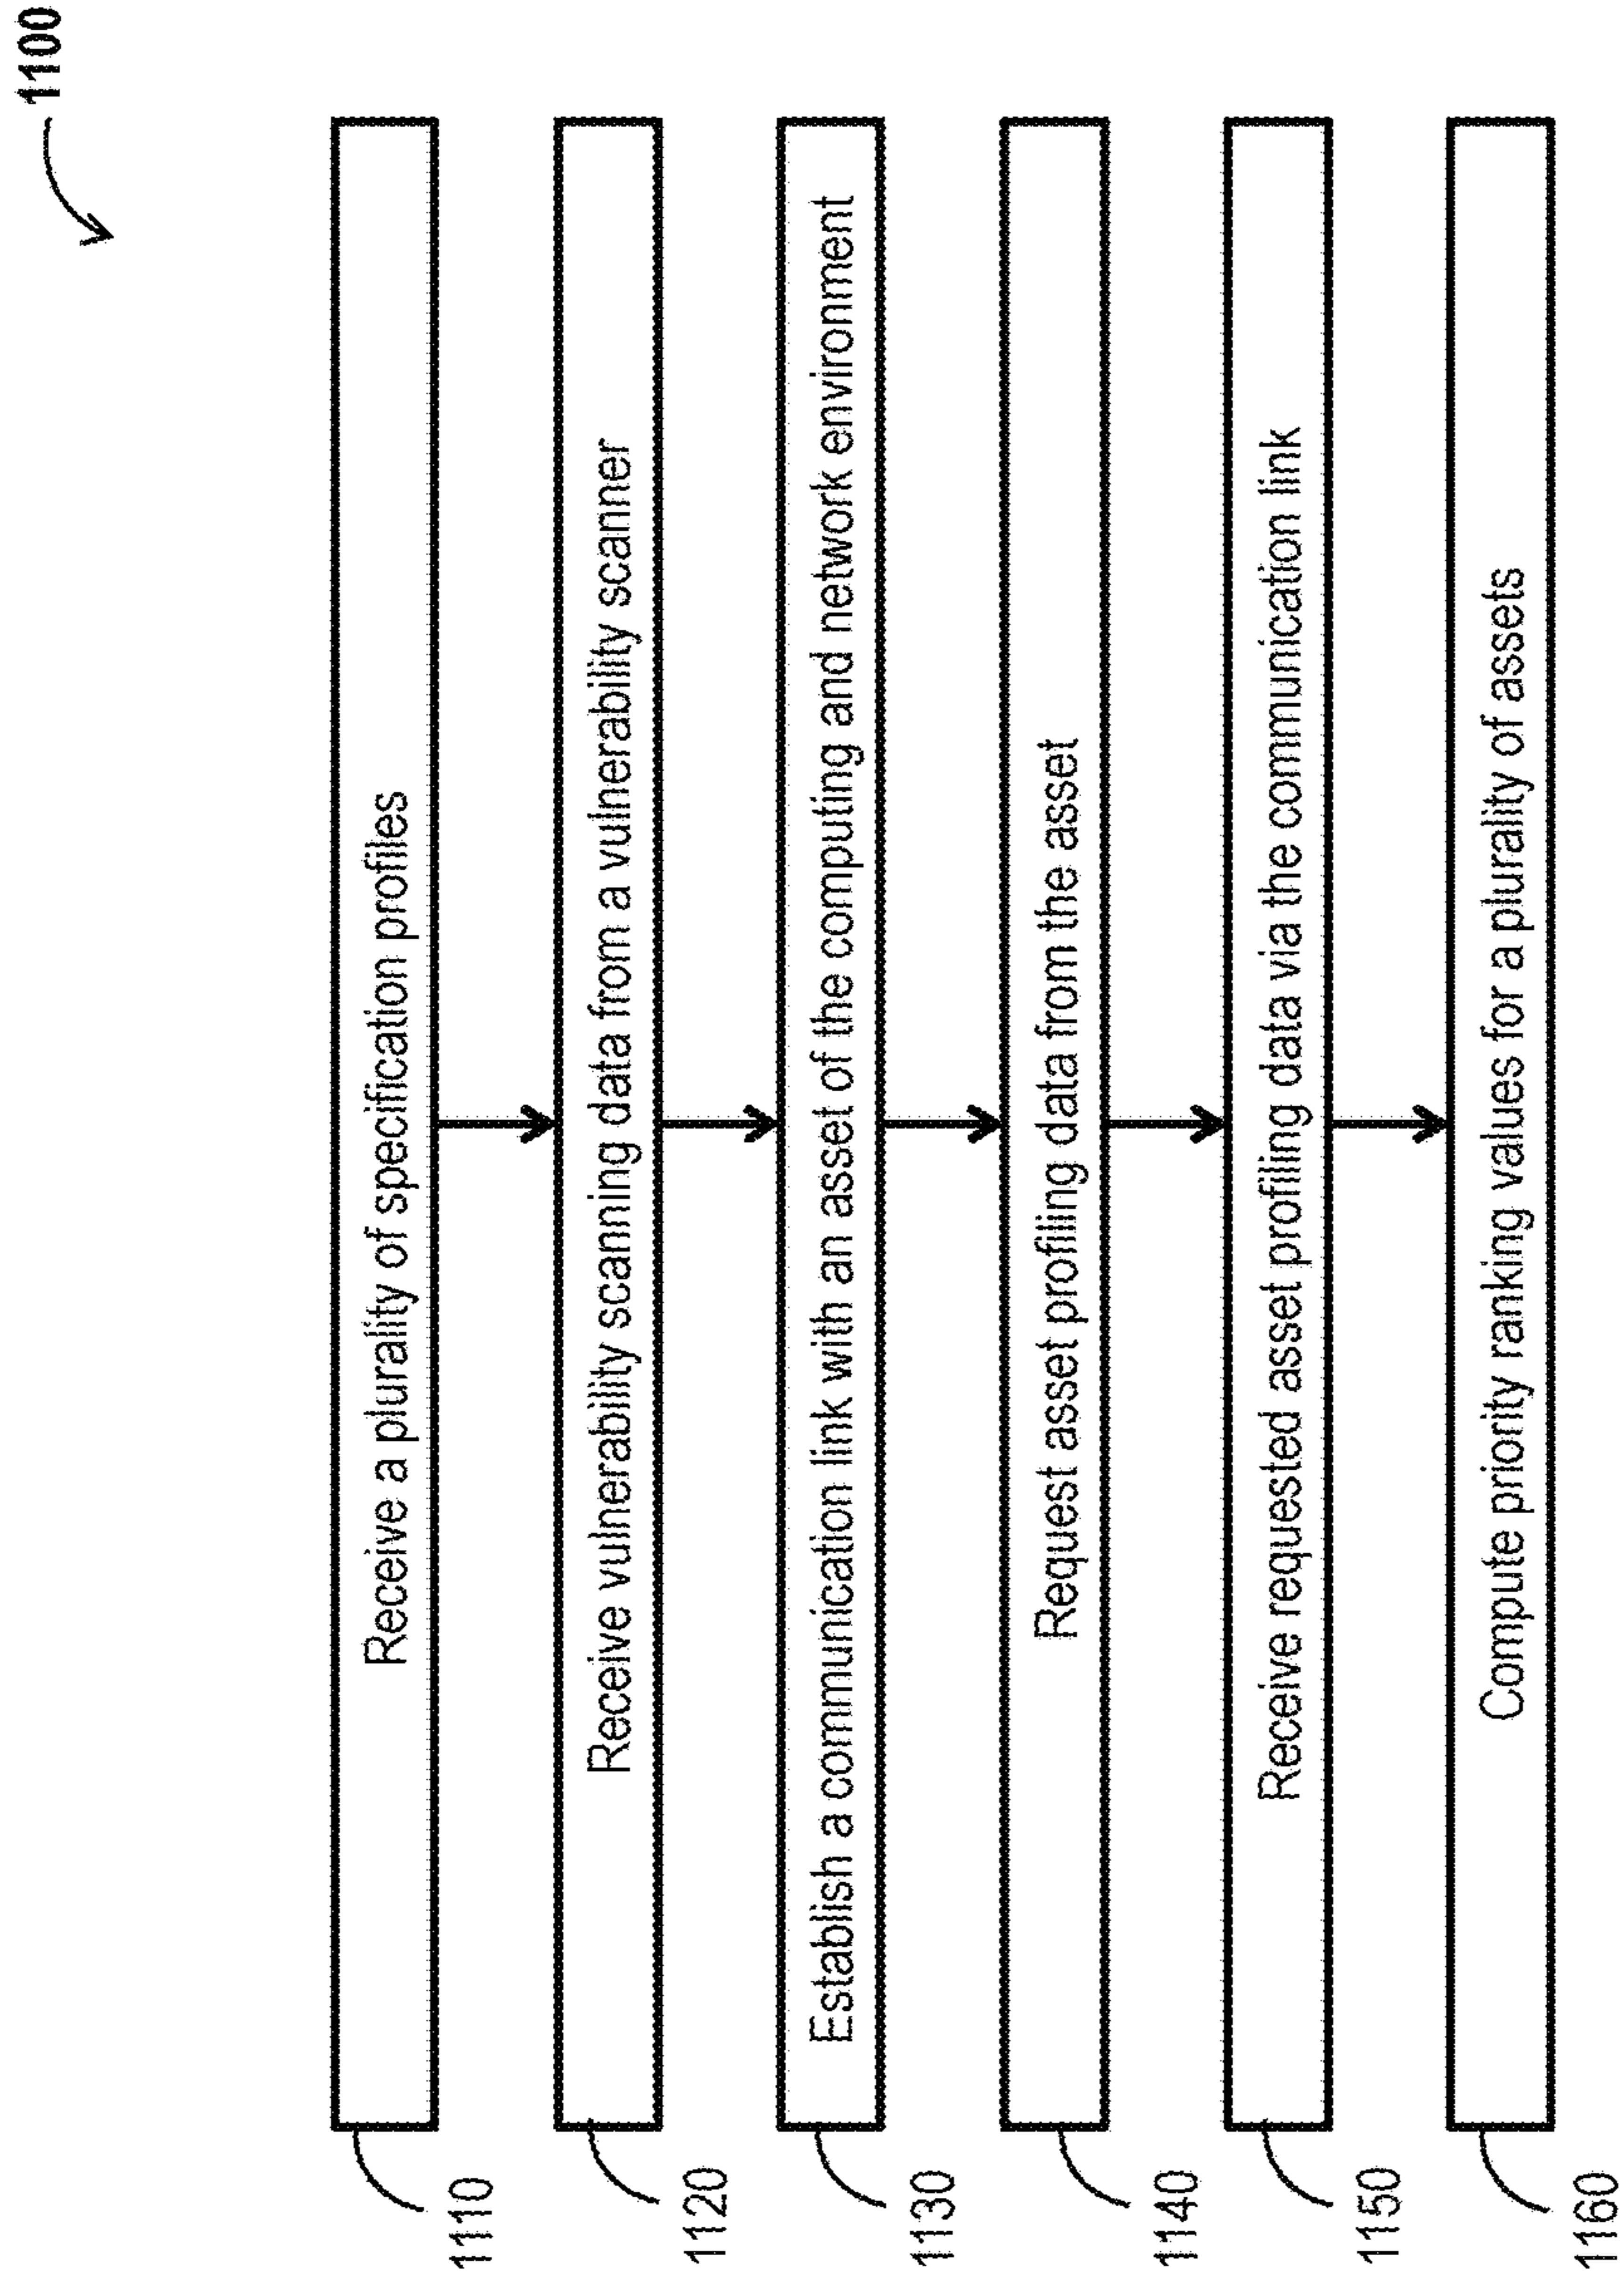 1100
1110
Receive a plurality of specification profiles
1120
Receive vulnerability scanning data from a vulnerability scanner
1130
Establish a communication link with an asset of the computing and network environment
1140
Request asset profiling data from the asset
1150
Receive requested asset profiling data via the communication link
1160
Compute priority ranking values for a plurality of assets